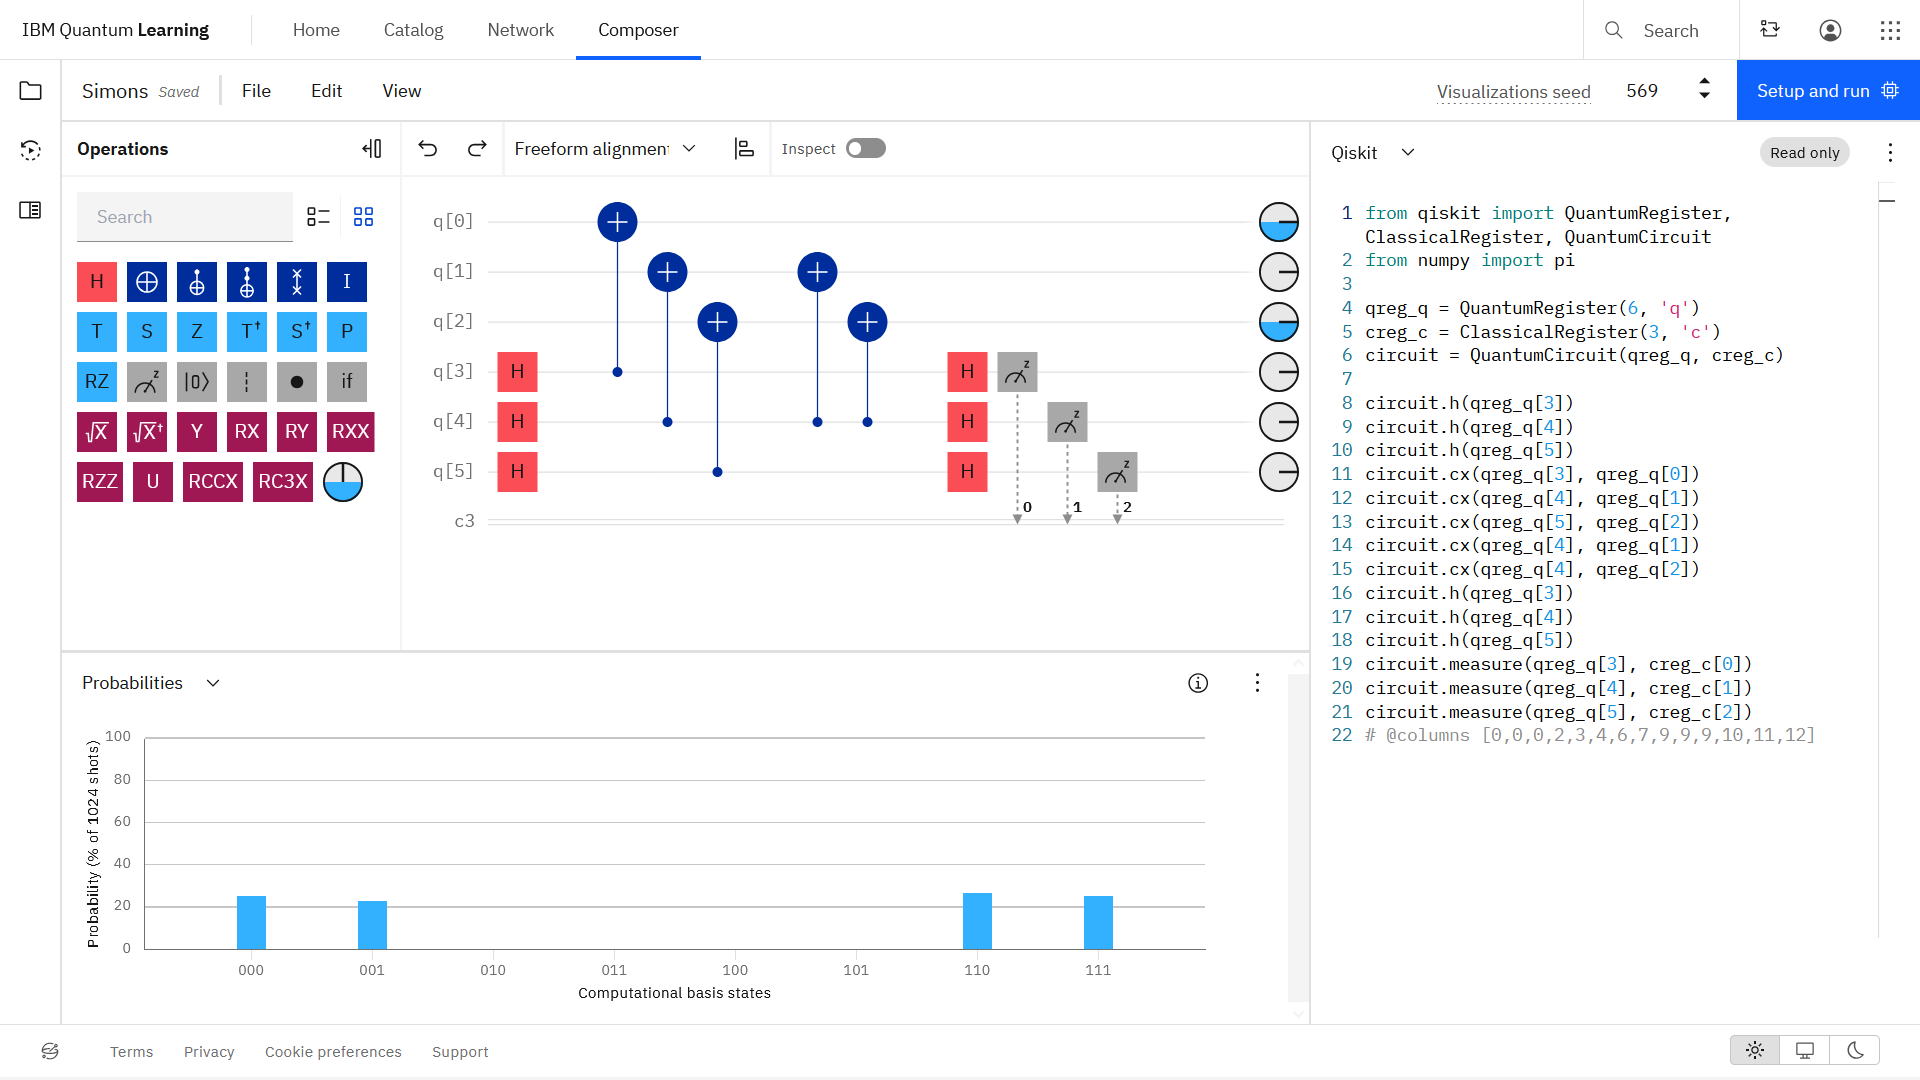 IBM Quantum Learning
Home
Catalog
Network
Composer
Search
Simons Saved
File
Edit
View
Visualizations seed
569
Setup and run
Operations
Freeform alignmen
Inspect
Qiskit
Read only
Search
H
I
T S Z T† S† P
RZ z |0⟩ if
√X √X† Y RX RY RXX
RZZ U RCCX RC3X
q[0]
q[1]
q[2]
q[3] H H z
q[4] H H z
q[5] H H z
0 1 2
c3
1 from qiskit import QuantumRegister,
ClassicalRegister, QuantumCircuit
2 from numpy import pi
3
4 qreg_q = QuantumRegister(6, 'q')
5 creg_c = ClassicalRegister(3, 'c')
6 circuit = QuantumCircuit(qreg_q, creg_c)
7
8 circuit.h(qreg_q[3])
9 circuit.h(qreg_q[4])
10 circuit.h(qreg_q[5])
11 circuit.cx(qreg_q[3], qreg_q[0])
12 circuit.cx(qreg_q[4], qreg_q[1])
13 circuit.cx(qreg_q[5], qreg_q[2])
14 circuit.cx(qreg_q[4], qreg_q[1])
15 circuit.cx(qreg_q[4], qreg_q[2])
16 circuit.h(qreg_q[3])
17 circuit.h(qreg_q[4])
18 circuit.h(qreg_q[5])
19 circuit.measure(qreg_q[3], creg_c[0])
20 circuit.measure(qreg_q[4], creg_c[1])
21 circuit.measure(qreg_q[5], creg_c[2])
22 # @columns [0,0,0,2,3,4,6,7,9,9,9,10,11,12]
Probabilities
Probability (% of 1024 shots)
100
80
60
40
20
0
000 001 010 011 100 101 110 111
Computational basis states
Terms
Privacy
Cookie preferences
Support